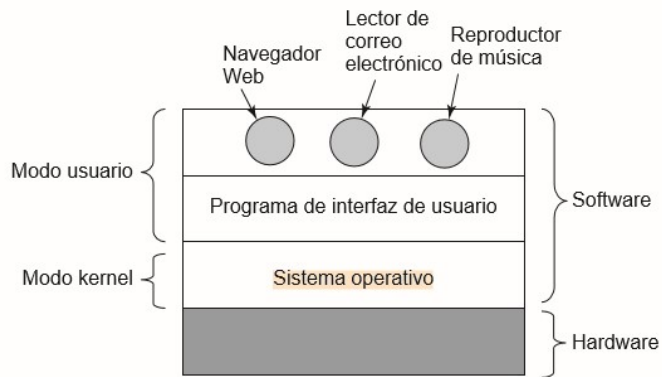 Navegador
Web
Lector de
correo
electrónico
Reproductor
de música
Modo usuario
Programa de interfaz de usuario
Software
Modo kernel
Sistema operativo
Hardware